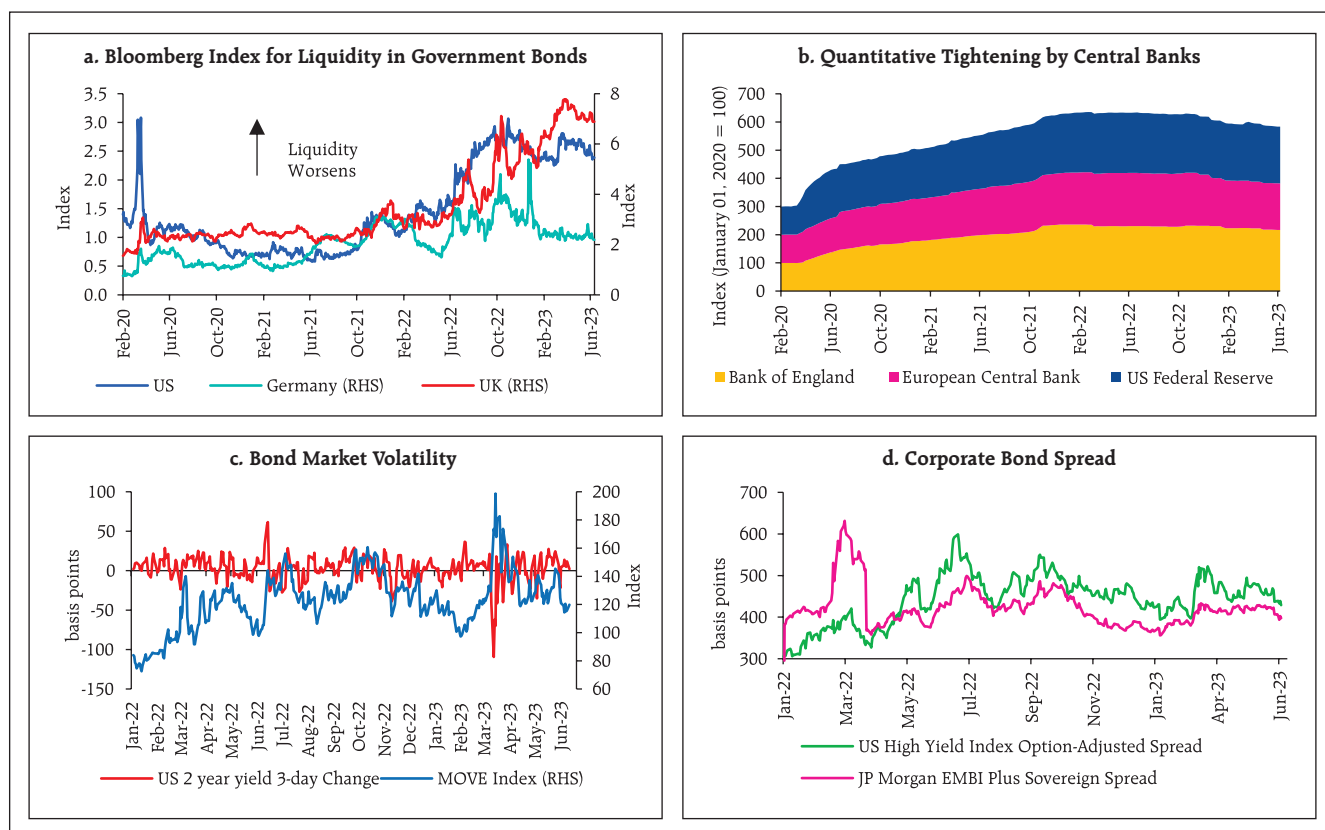 a. Bloomberg Index for Liquidity in Government Bonds
3.5
3.0
2.5
2.0
1.5
1.0
0.5
0.0
Index
8
6
4
2
0
Index
Liquidity
Worsens
Feb-20
Jun-20
Oct-20
Feb-21
Jun-21
Oct-21
Feb-22
Jun-22
Oct-22
Feb-23
Jun-23
US
Germany (RHS)
UK (RHS)
b. Quantitative Tightening by Central Banks
700
600
500
400
300
200
100
0
Index (January 01, 2020 = 100)
Feb-20
Jun-20
Oct-20
Feb-21
Jun-21
Oct-21
Feb-22
Jun-22
Oct-22
Feb-23
Jun-23
Bank of England
European Central Bank
US Federal Reserve
c. Bond Market Volatility
100
50
0
-50
-100
-150
basis points
200
180
160
140
120
100
80
60
Index
Jan-22
Feb-22
Mar-22
Apr-22
May-22
Jun-22
Jul-22
Aug-22
Sep-22
Oct-22
Nov-22
Dec-22
Jan-23
Feb-23
Mar-23
Apr-23
May-23
Jun-23
US 2 year yield 3-day Change
MOVE Index (RHS)
d. Corporate Bond Spread
700
600
500
400
300
basis points
Jan-22
Mar-22
May-22
Jul-22
Sep-22
Nov-22
Jan-23
Apr-23
Jun-23
US High Yield Index Option-Adjusted Spread
JP Morgan EMBI Plus Sovereign Spread